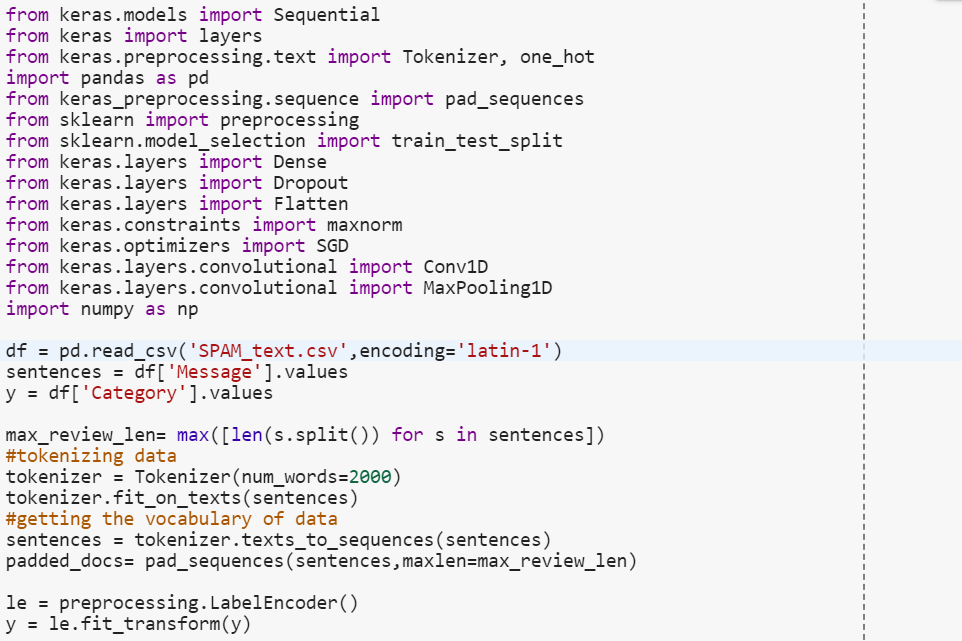 from keras.models import Sequential
from keras import layers
from keras.preprocessing.text import Tokenizer, one_hot
import pandas as pd
from keras_preprocessing.sequence import pad_sequences
from sklearn import preprocessing
from sklearn.model_selection import train_test_split
from keras.layers import Dense
from keras.layers import Dropout
from keras.layers import Flatten
from keras.constraints import maxnorm
from keras.optimizers import SGD
from keras.layers.convolutional import Conv1D
from keras.layers.convolutional import MaxPooling1D
import numpy as np

df = pd.read_csv('SPAM_text.csv',encoding='latin-1')
sentences = df['Message'].values
y = df['Category'].values

max_review_len= max([len(s.split()) for s in sentences])
#tokenizing data
tokenizer = Tokenizer(num_words=2000)
tokenizer.fit_on_texts(sentences)
#getting the vocabulary of data
sentences = tokenizer.texts_to_sequences(sentences)
padded_docs= pad_sequences(sentences,maxlen=max_review_len)

le = preprocessing.LabelEncoder()
y = le.fit_transform(y)